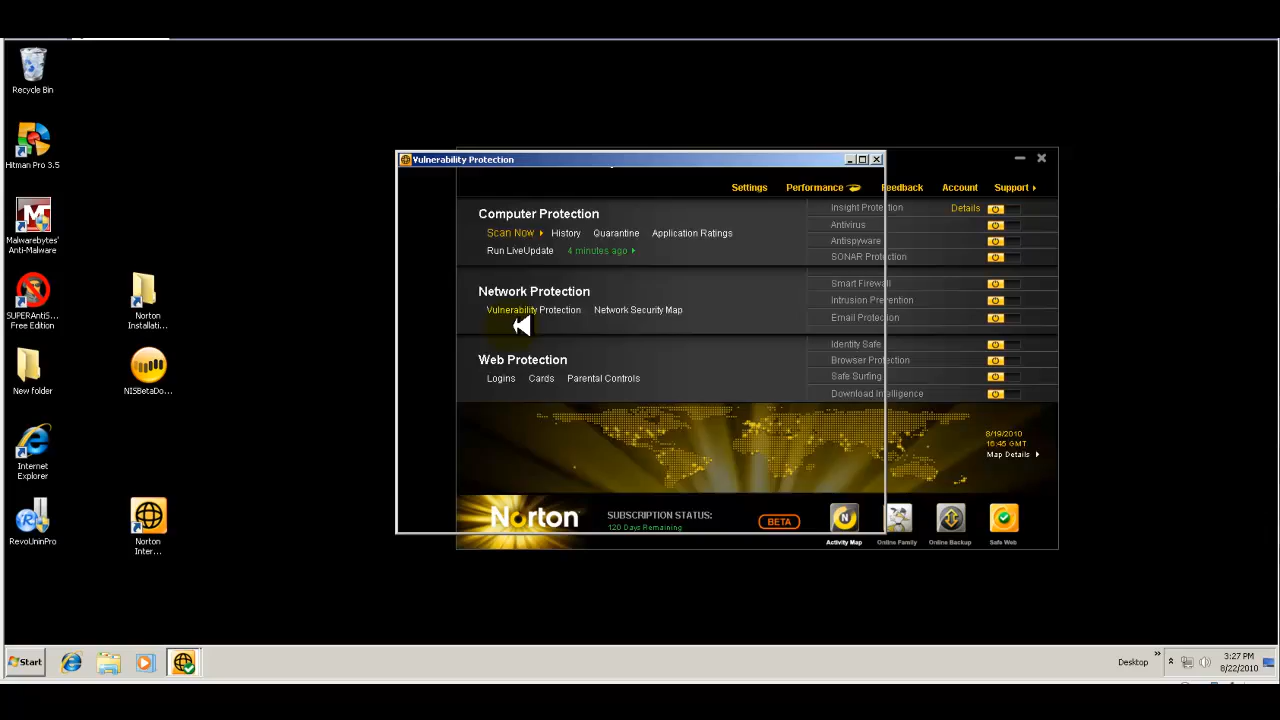 Recycle Bin
Hitman Pro 3.5
Malwarebytes'
Anti-Malware
SUPERAntiS...
Free Edition
Norton
Installati...
New folder
NISBetaDo...
Internet
Explorer
RevoUninPro
Norton
Inter...
Vulnerability Protection
Settings Performance Feedback Account Support
Computer Protection
Scan Now History Quarantine Application Ratings
Run LiveUpdate 4 minutes ago
Insight Protection Details
Antivirus
Antispyware
SONAR Protection
Network Protection
Vulnerability Protection Network Security Map
Smart Firewall
Intrusion Prevention
Email Protection
Web Protection
Logins Cards Parental Controls
Identity Safe
Browser Protection
Safe Surfing
Download Intelligence
8/19/2010
16:45 GMT
Map Details
Norton
SUBSCRIPTION STATUS:
120 Days Remaining
BETA
Activity Map Online Family Online Backup Safe Web
Start
Desktop
3:27 PM
8/22/2010